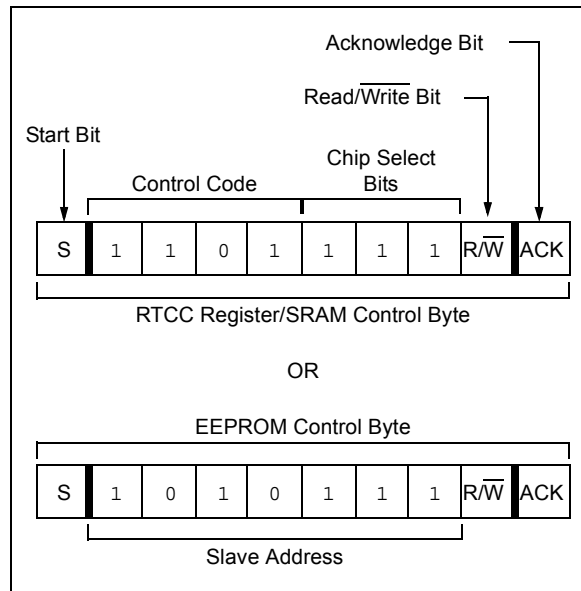 Acknowledge Bit
Read/Write Bit
Start Bit
Chip Select
Bits
Control Code
S 1 1 0 1 1 1 1 R/W ACK
RTCC Register/SRAM Control Byte
OR
EEPROM Control Byte
S 1 0 1 0 1 1 1 R/W ACK
Slave Address